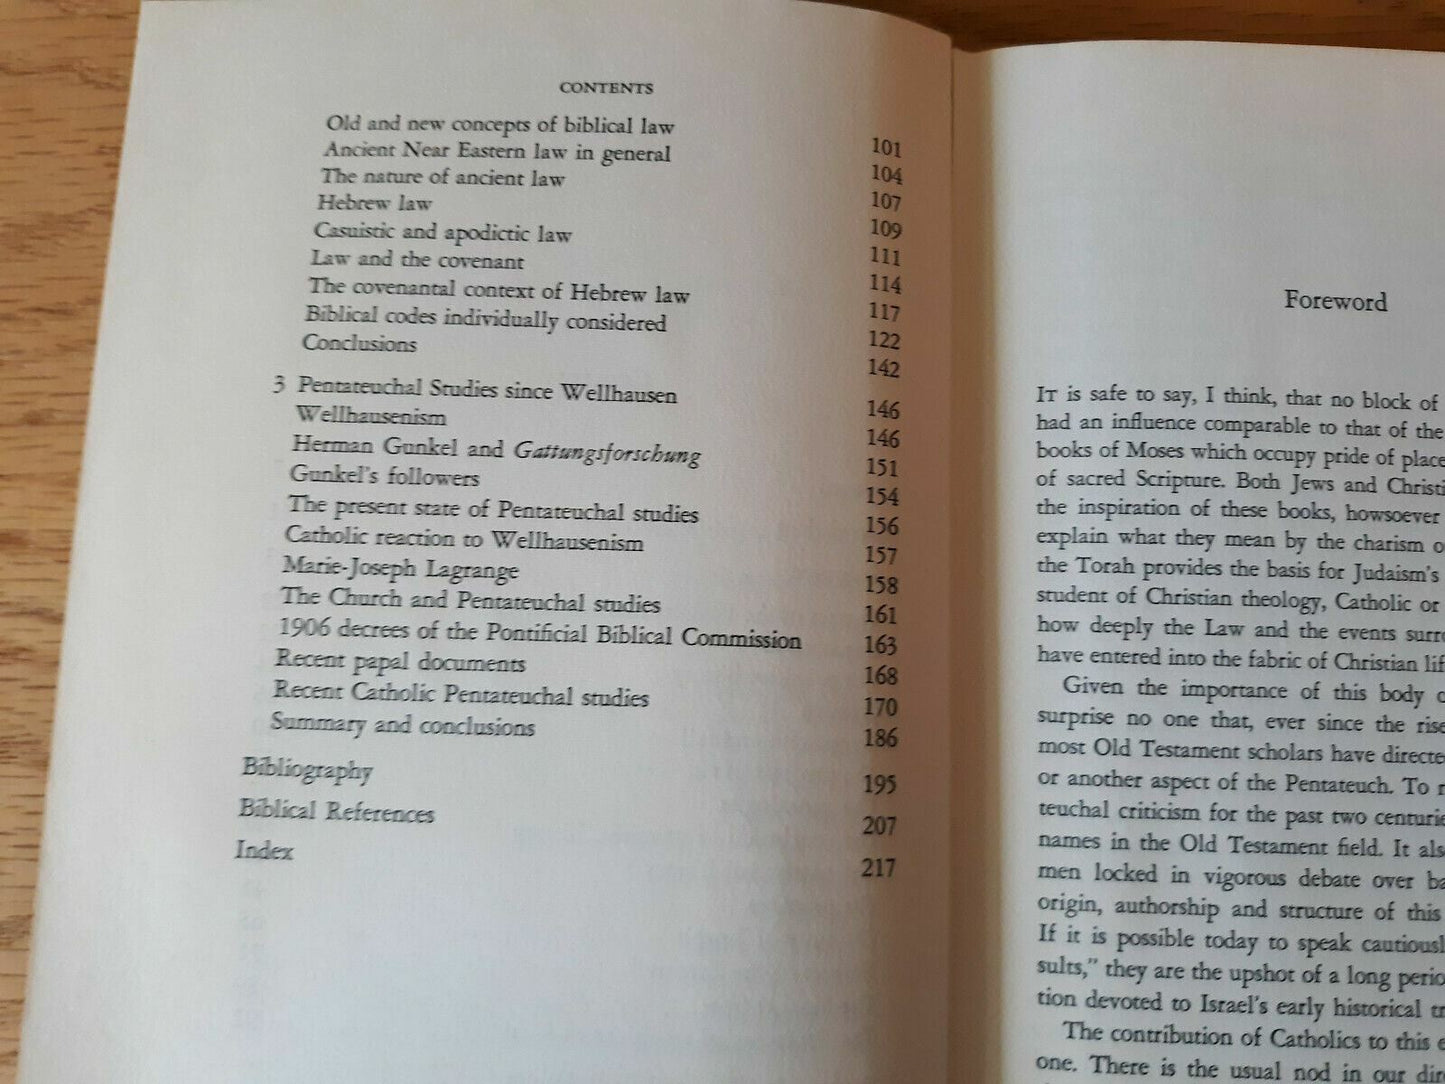 CONTENTS
Old and new concepts of biblical law 101
Ancient Near Eastern law in general 104
The nature of ancient law 107
Hebrew law 109
Casuistic and apodictic law 111
Law and the covenant 114
The covenantal context of Hebrew law 117
Biblical codes individually considered 122
Conclusions 142
3 Pentateuchal Studies since Wellhausen 146
Wellhausenism 146
Herman Gunkel and Gattungsforschung 151
Gunkel's followers 154
The present state of Pentateuchal studies 156
Catholic reaction to Wellhausenism 157
Marie-Joseph Lagrange 158
The Church and Pentateuchal studies 161
1906 decrees of the Pontificial Biblical Commission 163
Recent papal documents 168
Recent Catholic Pentateuchal studies 170
Summary and conclusions 186
Bibliography 195
Biblical References 207
Index 217
Foreword
IT is safe to say, I think, that no block of
had an influence comparable to that of the
books of Moses which occupy pride of place
of sacred Scripture. Both Jews and Christi
the inspiration of these books, howsoever
explain what they mean by the charism o
the Torah provides the basis for Judaism's
student of Christian theology, Catholic or
how deeply the Law and the events surro
have entered into the fabric of Christian lif
Given the importance of this body o
surprise no one that, ever since the rise
most Old Testament scholars have directe
or another aspect of the Pentateuch. To r
teuchal criticism for the past two centurie
names in the Old Testament field. It als
men locked in vigorous debate over ba
origin, authorship and structure of this
If it is possible today to speak cautiousl
sults," they are the upshot of a long perio
tion devoted to Israel's early historical tr
The contribution of Catholics to this e
one. There is the usual nod in our dir